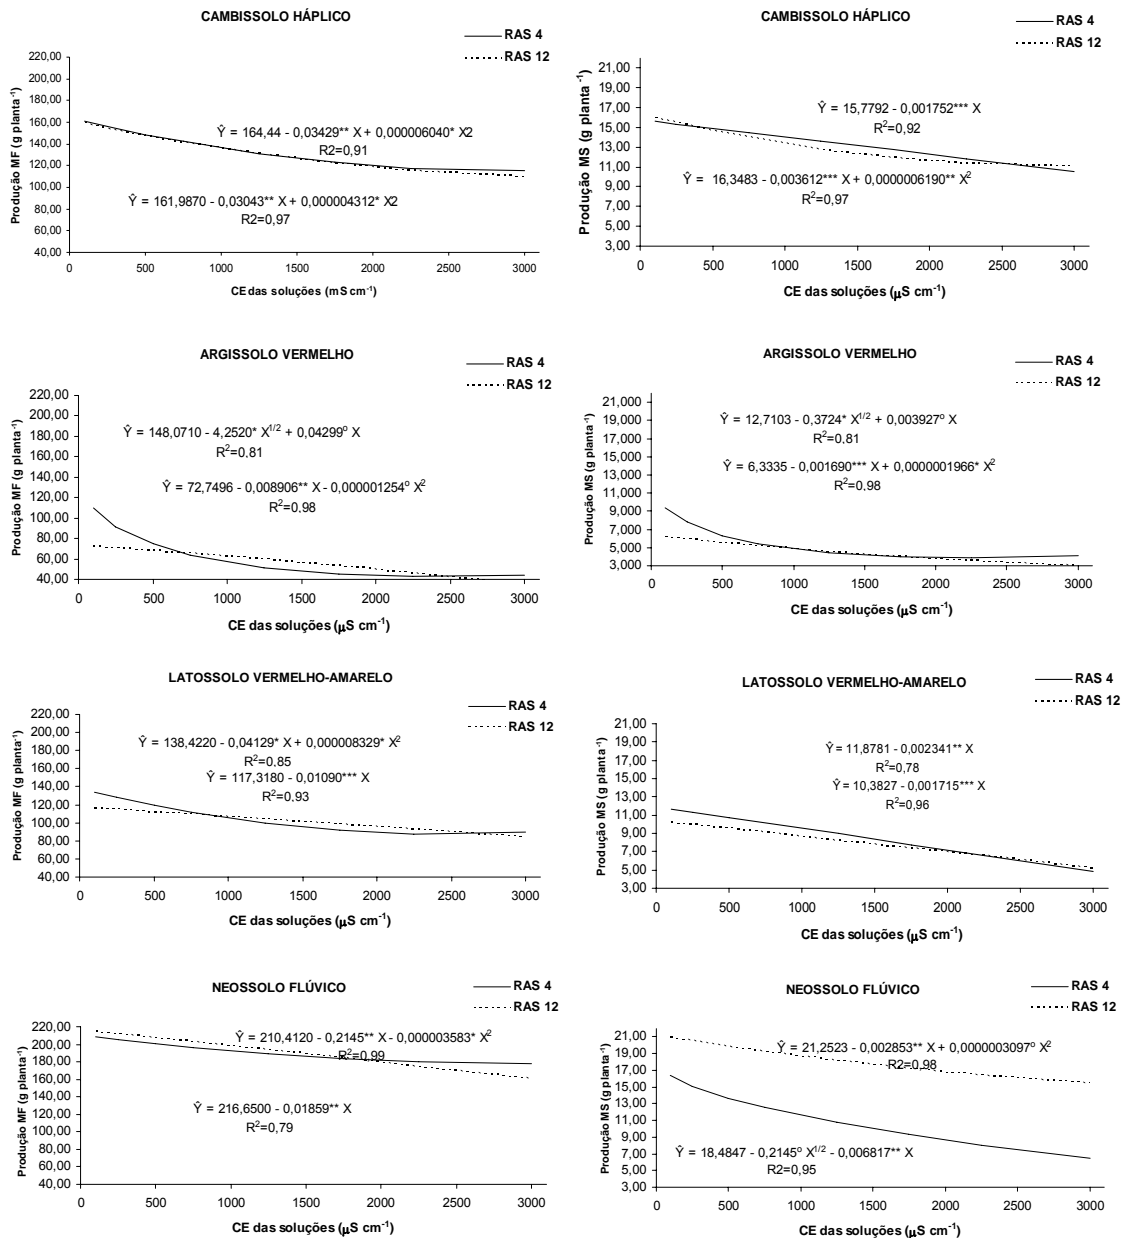 CAMBISSOLO HÁPLICO
RAS 4
RAS 12
Produção MF (g planta⁻¹)
220,00
200,00
180,00
160,00
140,00
120,00
100,00
80,00
60,00
40,00
Ŷ = 164,44 - 0,03429** X + 0,000006040* X2
R2=0,91
Ŷ = 161,9870 - 0,03043** X + 0,000004312* X2
R2=0,97
0 500 1000 1500 2000 2500 3000
CE das soluções (mS cm⁻¹)
CAMBISSOLO HÁPLICO
RAS 4
RAS 12
Produção MS (g planta⁻¹)
21,00
19,00
17,00
15,00
13,00
11,00
9,00
7,00
5,00
3,00
Ŷ = 15,7792 - 0,001752*** X
R²=0,92
Ŷ = 16,3483 - 0,003612*** X + 0,0000006190** X²
R²=0,97
0 500 1000 1500 2000 2500 3000
CE das soluções (µS cm⁻¹)
ARGISSOLO VERMELHO
RAS 4
RAS 12
Produção MF (g planta⁻¹)
220,00
200,00
180,00
160,00
140,00
120,00
100,00
80,00
60,00
40,00
Ŷ = 148,0710 - 4,2520* X^1/2 + 0,04299° X
R²=0,81
Ŷ = 72,7496 - 0,008906** X - 0,000001254° X²
R²=0,98
0 500 1000 1500 2000 2500 3000
CE das soluções (µS cm⁻¹)
ARGISSOLO VERMELHO
RAS 4
RAS 12
Produção MS (g planta⁻¹)
21,000
19,000
17,000
15,000
13,000
11,000
9,000
7,000
5,000
3,000
Ŷ = 12,7103 - 0,3724* X^1/2 + 0,003927° X
R²=0,81
Ŷ = 6,3335 - 0,001690*** X + 0,0000001966* X²
R²=0,98
0 500 1000 1500 2000 2500 3000
CE das soluções (µS cm⁻¹)
LATOSSOLO VERMELHO-AMARELO
RAS 4
RAS 12
Produção MF (g planta⁻¹)
220,00
200,00
180,00
160,00
140,00
120,00
100,00
80,00
60,00
40,00
Ŷ = 138,4220 - 0,04129* X + 0,000008329* X²
R²=0,85
Ŷ = 117,3180 - 0,01090*** X
R²=0,93
0 500 1000 1500 2000 2500 3000
CE das soluções (µS cm⁻¹)
LATOSSOLO VERMELHO-AMARELO
RAS 4
RAS 12
Produção MS (g planta⁻¹)
21,00
19,00
17,00
15,00
13,00
11,00
9,00
7,00
5,00
3,00
Ŷ = 11,8781 - 0,002341** X
R²=0,78
Ŷ = 10,3827 - 0,001715*** X
R²=0,96
0 500 1000 1500 2000 2500 3000
CE das soluções (µS cm⁻¹)
NEOSSOLO FLÚVICO
RAS 4
RAS 12
Produção MF (g planta⁻¹)
220,00
200,00
180,00
160,00
140,00
120,00
100,00
80,00
60,00
40,00
Ŷ = 210,4120 - 0,2145** X - 0,000003583* X²
R²=0,99
Ŷ = 216,6500 - 0,01859** X
R²=0,79
0 500 1000 1500 2000 2500 3000
CE das soluções (µS cm⁻¹)
NEOSSOLO FLÚVICO
RAS 4
RAS 12
Produção MS (g planta⁻¹)
21,00
19,00
17,00
15,00
13,00
11,00
9,00
7,00
5,00
3,00
Ŷ = 21,2523 - 0,002853** X + 0,0000003097° X²
R2=0,98
Ŷ = 18,4847 - 0,2145° X^1/2 - 0,006817** X
R2=0,95
0 500 1000 1500 2000 2500 3000
CE das soluções (µS cm⁻¹)